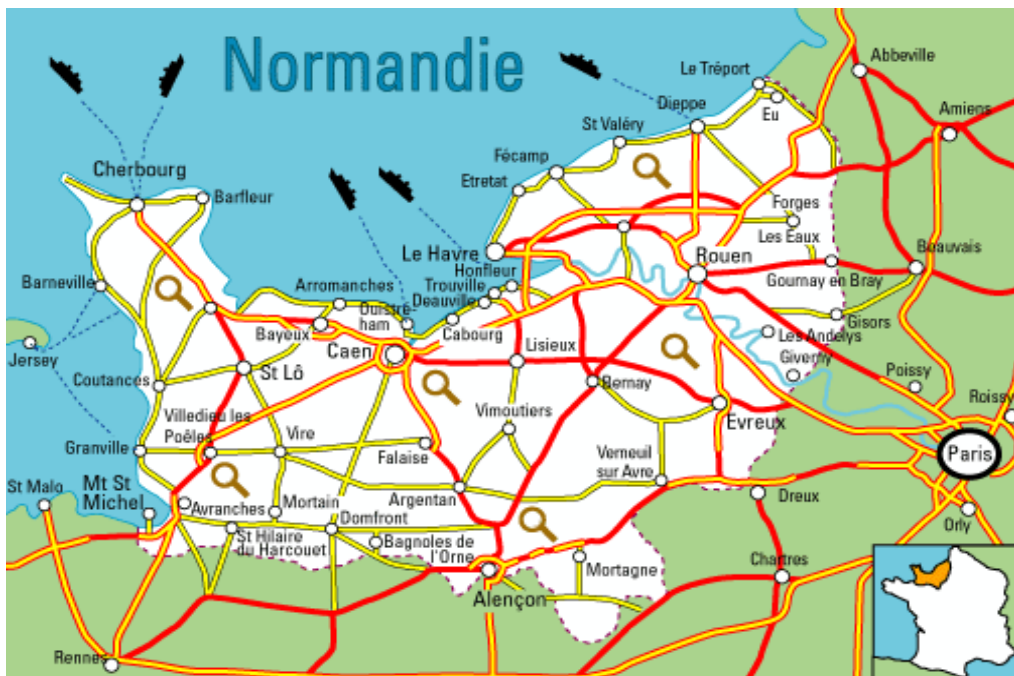 Normandie
Abbeville
Le Tréport
Dieppe
Eu
Amiens
St Valéry
Fécamp
Cherbourg
Etretat
Barfleur
Forges
Les Eaux
Le Havre
Rouen
Beauvais
Honfleur
Barneville
Arromanches
Trouville
Gournay en Bray
Deauville
Ouistre-
ham
Gisors
Bayeux
Cabourg
Les Andelys
Jersey
Caen
Lisieux
Giverny
St Lô
Poissy
Coutances
Bernay
Roissy
Villedieu les
Poêles
Vimoutiers
Evreux
Granville
Vire
Falaise
Verneuil
sur Avre
Paris
Mt St
Michel
St Malo
Avranches
Mortain
Argentan
Dreux
Domfront
Orly
St Hilaire
du Harcouet
Bagnoles de
l'Orne
Mortagne
Chartres
Alençon
Rennes